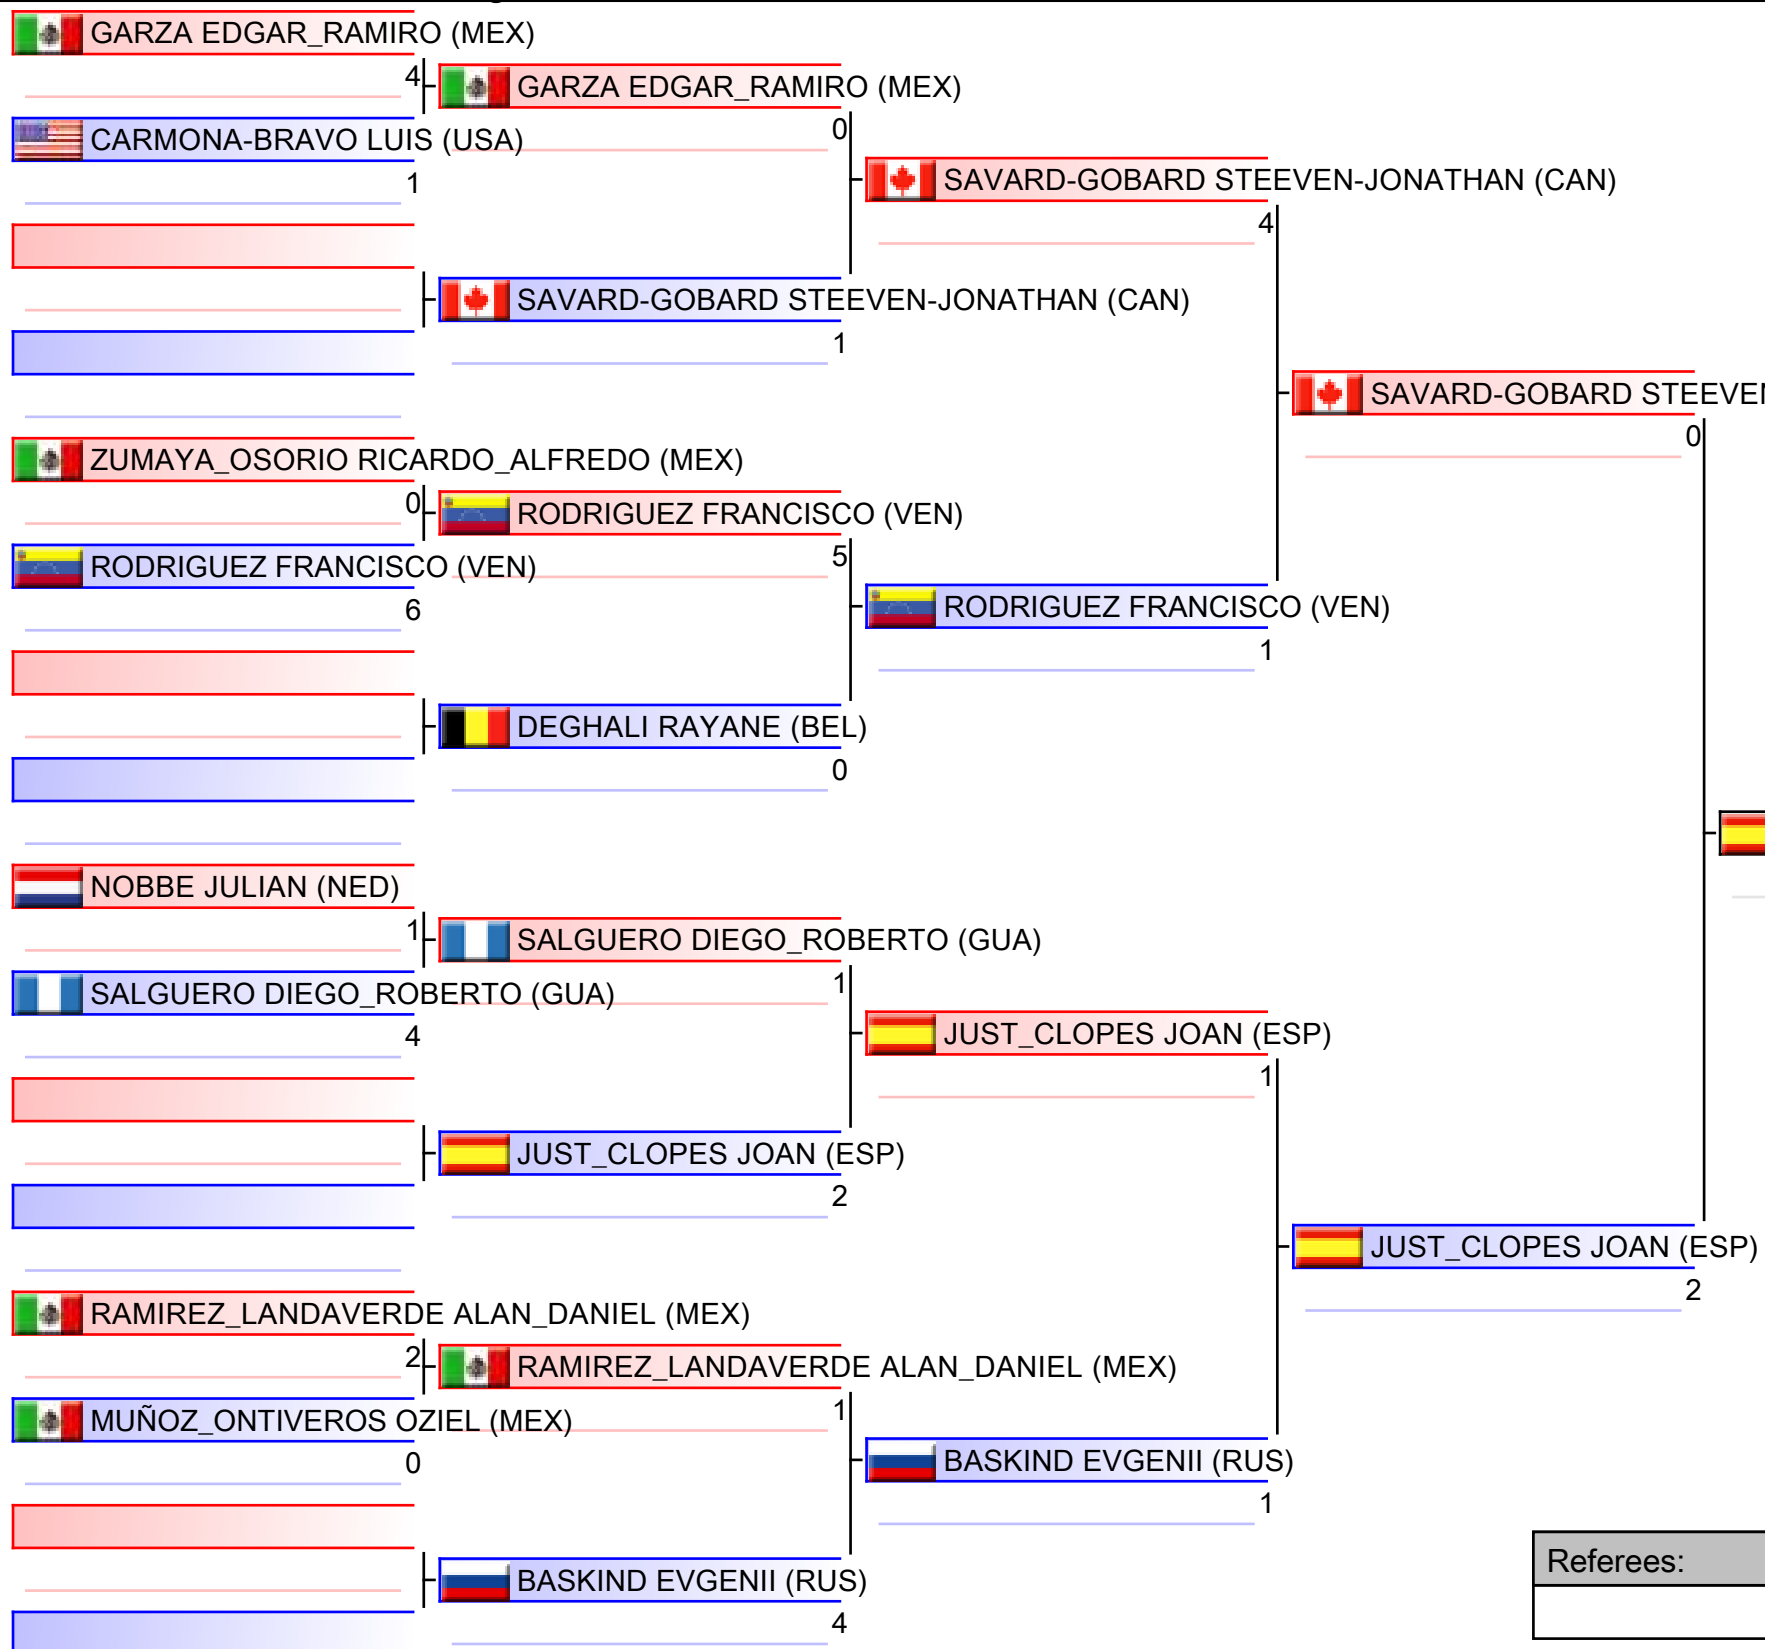 GARZA EDGAR_RAMIRO (MEX)
4
GARZA EDGAR_RAMIRO (MEX)
0
CARMONA-BRAVO LUIS (USA)
1
SAVARD-GOBARD STEEVEN-JONATHAN (CAN)
4
SAVARD-GOBARD STEEVEN-JONATHAN (CAN)
1
SAVARD-GOBARD STEEVEN
0
ZUMAYA_OSORIO RICARDO_ALFREDO (MEX)
0
RODRIGUEZ FRANCISCO (VEN)
5
RODRIGUEZ FRANCISCO (VEN)
6
RODRIGUEZ FRANCISCO (VEN)
1
DEGHALI RAYANE (BEL)
0
NOBBE JULIAN (NED)
1
SALGUERO DIEGO_ROBERTO (GUA)
1
SALGUERO DIEGO_ROBERTO (GUA)
4
JUST_CLOPES JOAN (ESP)
1
JUST_CLOPES JOAN (ESP)
2
JUST_CLOPES JOAN (ESP)
2
RAMIREZ_LANDAVERDE ALAN_DANIEL (MEX)
2
RAMIREZ_LANDAVERDE ALAN_DANIEL (MEX)
1
MUÑOZ_ONTIVEROS OZIEL (MEX)
0
BASKIND EVGENII (RUS)
1
BASKIND EVGENII (RUS)
4
Referees: